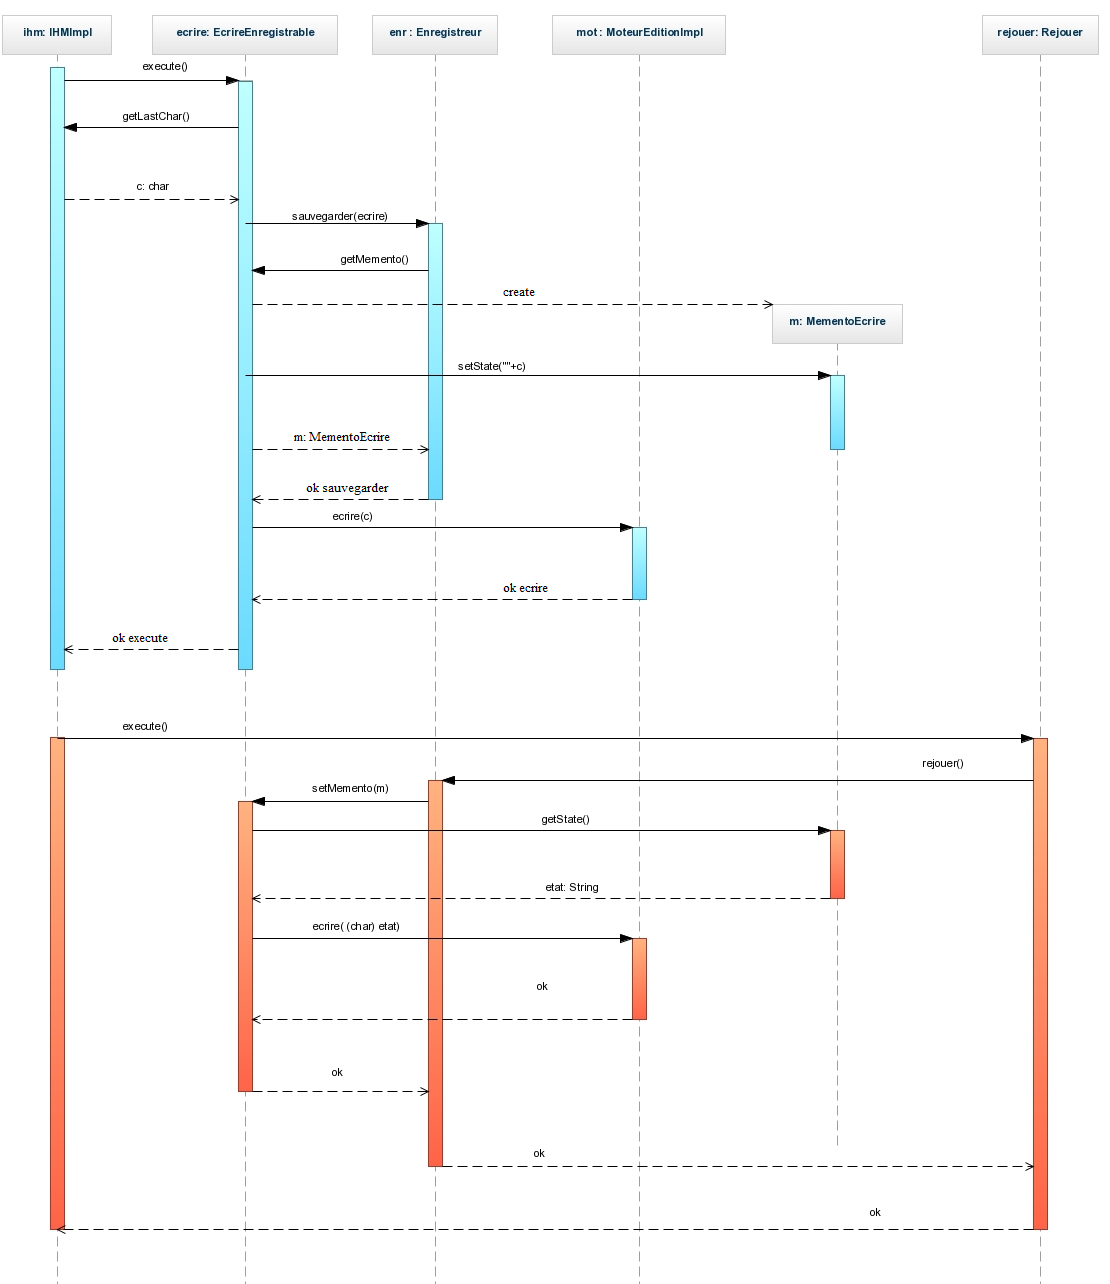 ihm: IHMImpl
ecrire: EcrireEnregistrable
enr : Enregistreur
mot : MoteurEditionImpl
rejouer: Rejouer
execute()
getLastChar()
c: char
sauvegarder(ecrire)
getMemento()
create
m: MementoEcrire
setState(""+c)
m: MementoEcrire
ok sauvegarder
ecrire(c)
ok ecrire
ok execute
execute()
rejouer()
setMemento(m)
getState()
etat: String
ecrire( (char) etat)
ok
ok
ok
ok